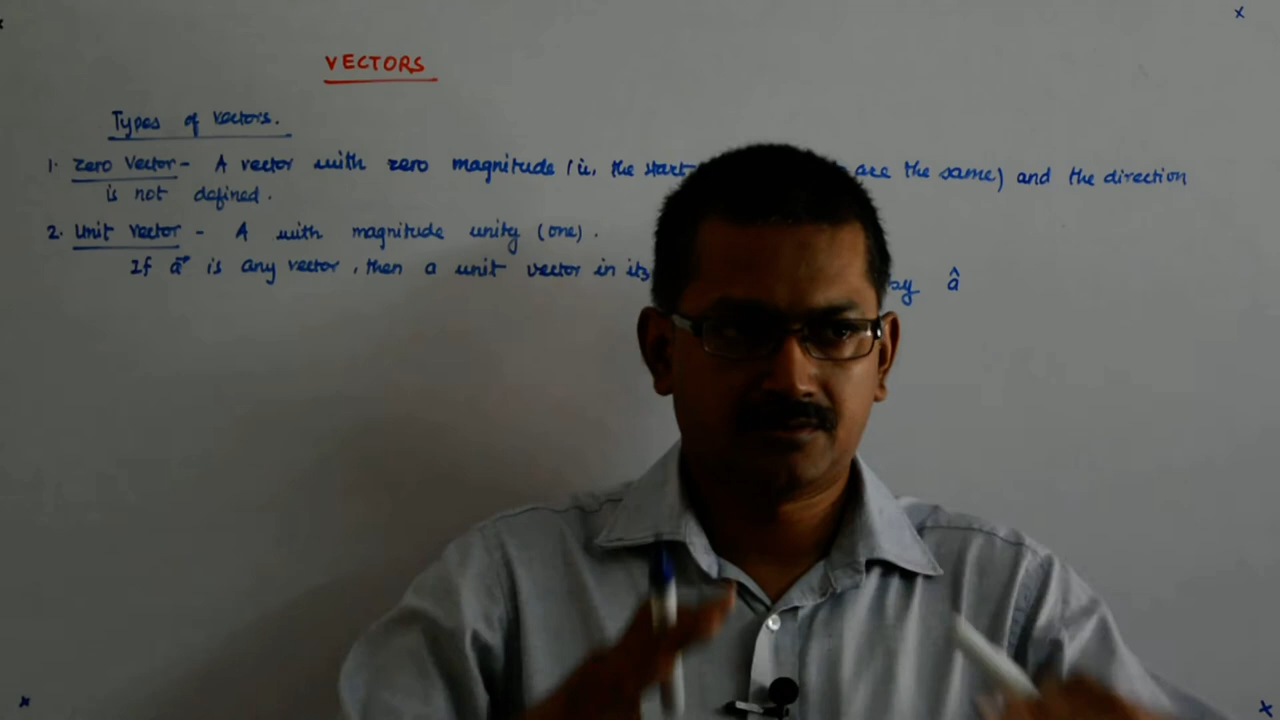 VECTORS
Types of vectors.
1. Zero Vector - A vector with zero magnitude (ie, the start are the same) and the direction
is not defined.
2. Unit vector - A with magnitude unity (one).
If a⃗ is any vector, then a unit vector in its by â